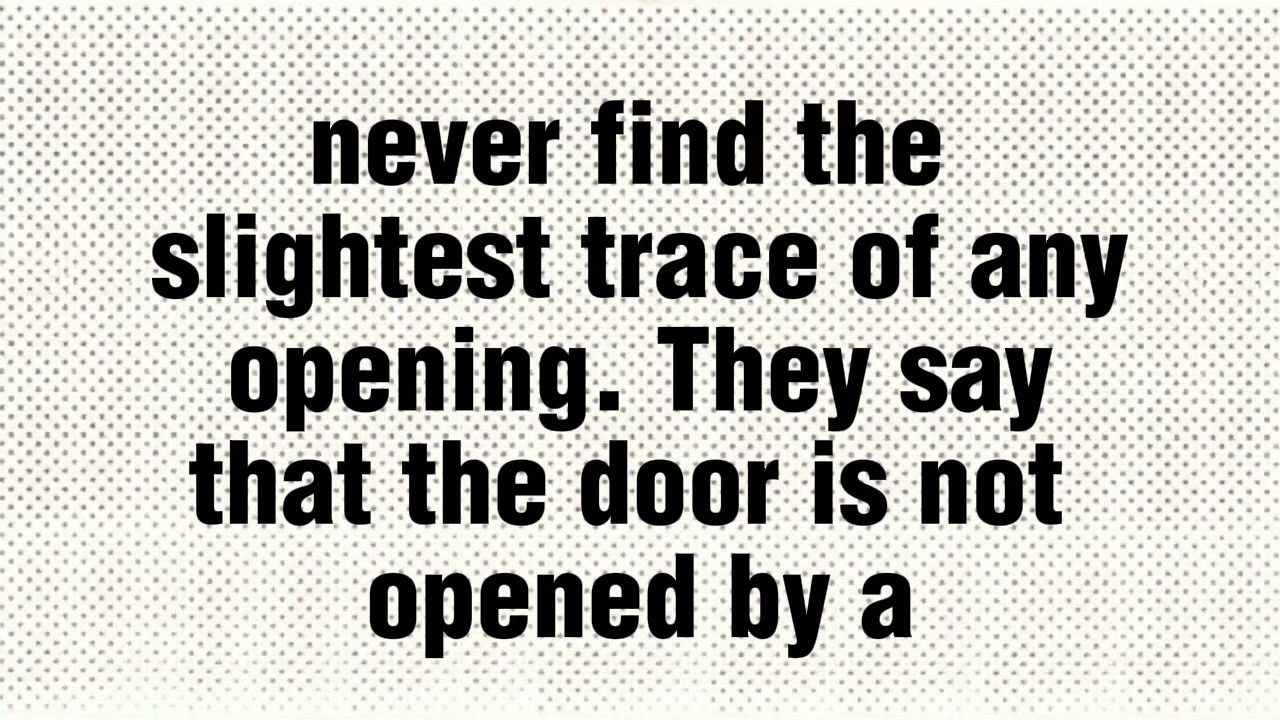 never find the
slightest trace of any
opening. They say
that the door is not
opened by a